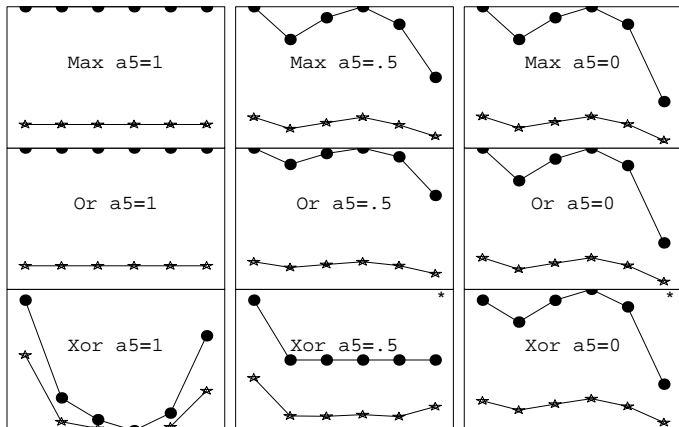 Max a5=1 Max a5=.5 Max a5=0
Or a5=1 Or a5=.5 Or a5=0
* *
Xor a5=1 Xor a5=.5 Xor a5=0